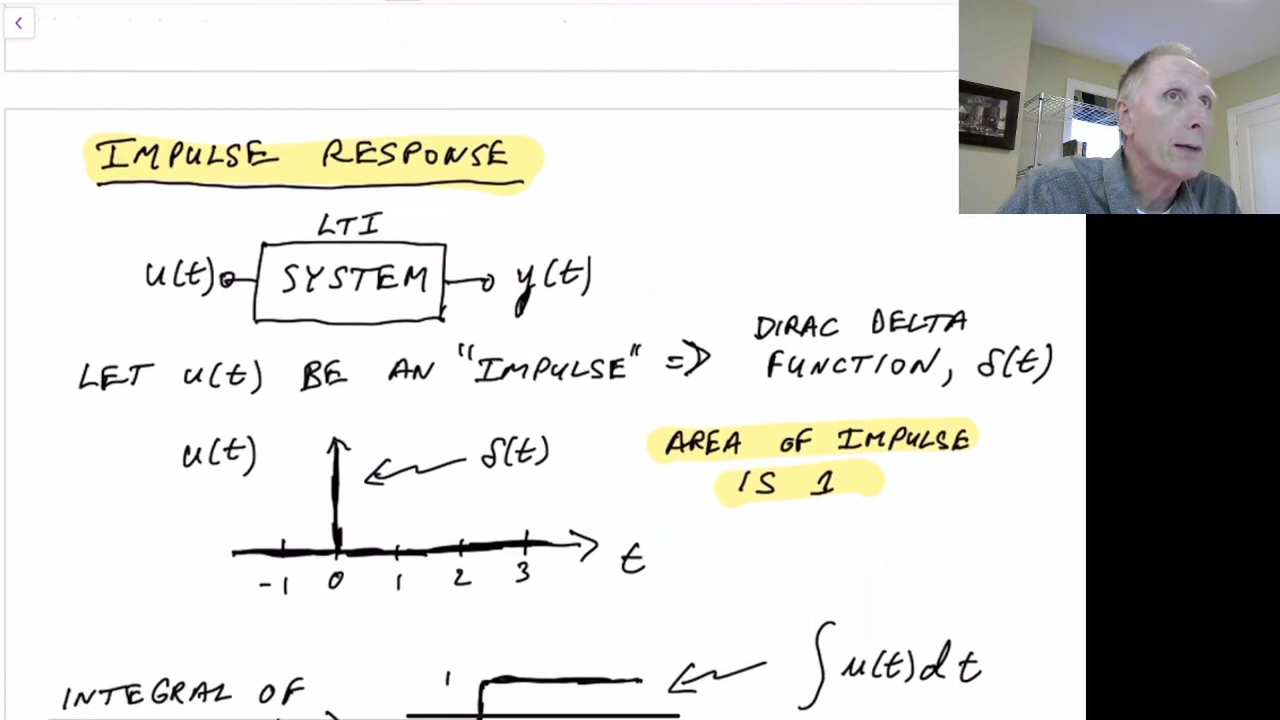 IMPULSE RESPONSE
LTI
u(t) SYSTEM y(t)
LET u(t) BE AN "IMPULSE" => DIRAC DELTA
FUNCTION, δ(t)
u(t) δ(t)
AREA OF IMPULSE
IS 1
t
-1 0 1 2 3
INTEGRAL OF
1
∫u(t)dt